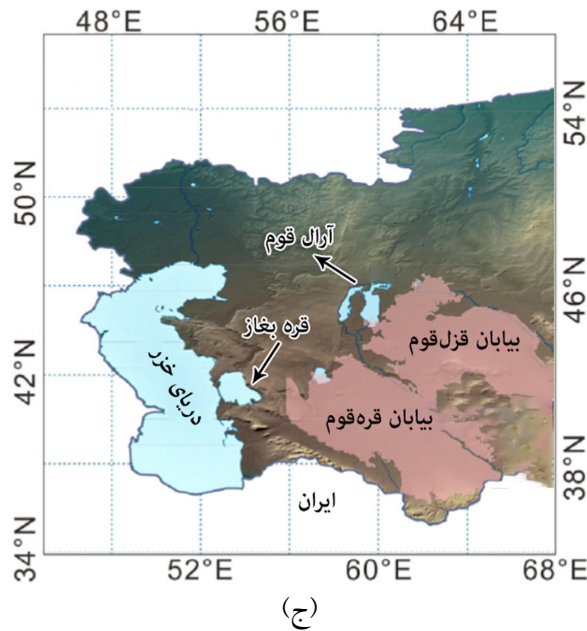 48°E 56°E 64°E
54°N
50°N
46°N
42°N
38°N
34°N
آرال قوم
قره بغاز
دریای خزر
بیابان قزل‌قوم
بیابان قره‌قوم
ایران
52°E 60°E 68°E
(ج)